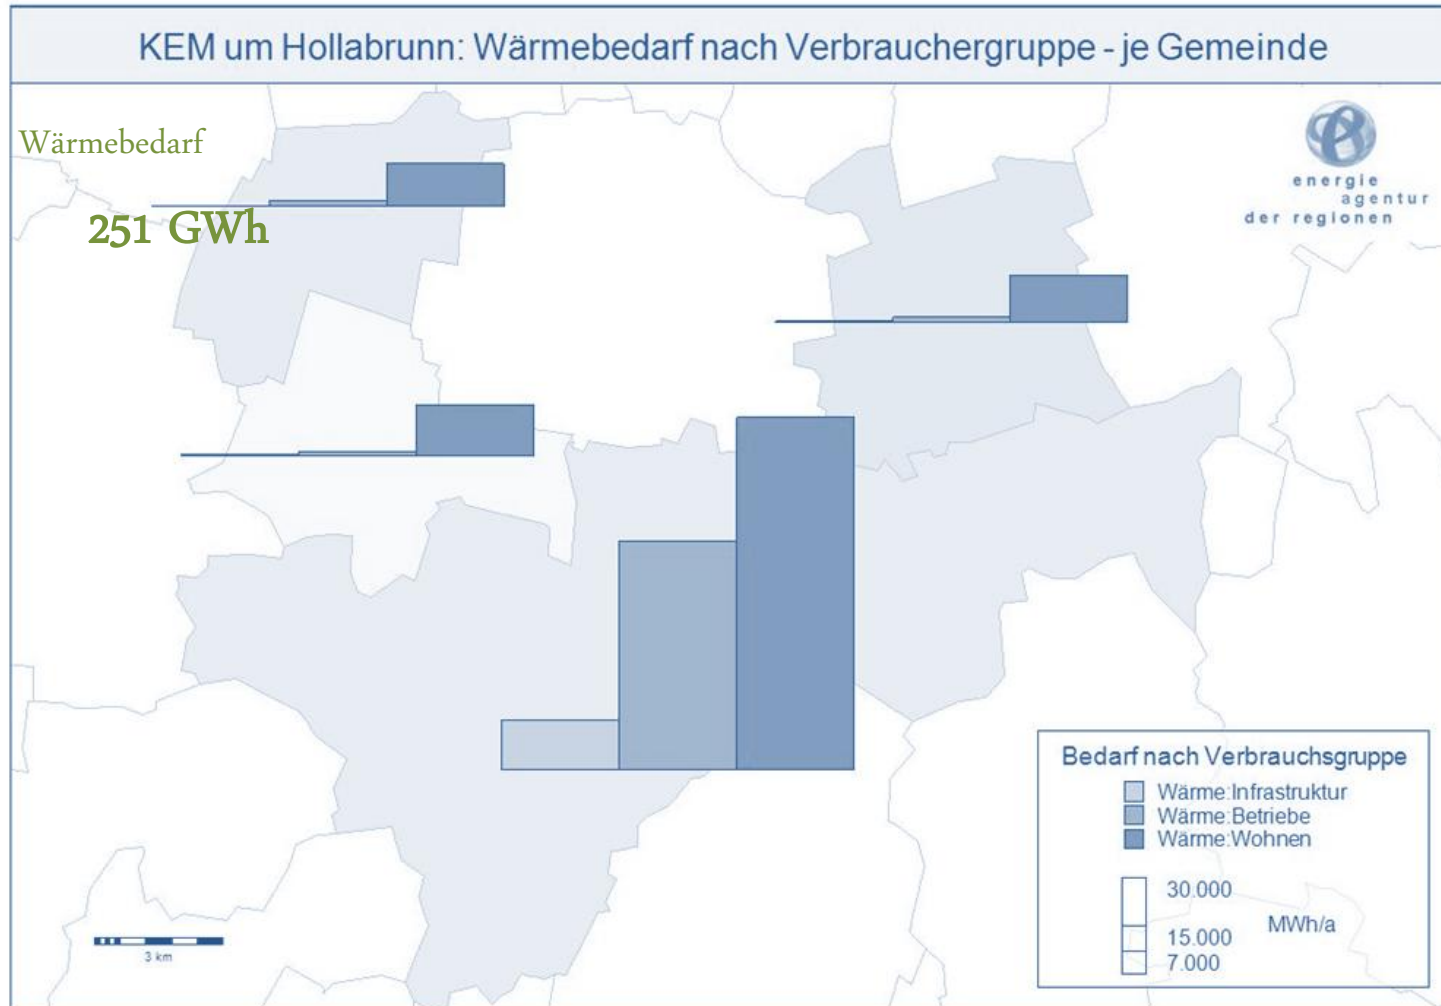 KEM um Hollabrunn: Wärmebedarf nach Verbrauchergruppe - je Gemeinde
Wärmebedarf
251 GWh
energie
agentur
der regionen
Bedarf nach Verbrauchsgruppe
Wärme:Infrastruktur
Wärme:Betriebe
Wärme:Wohnen
30.000
MWh/a
15.000
7.000
3 km